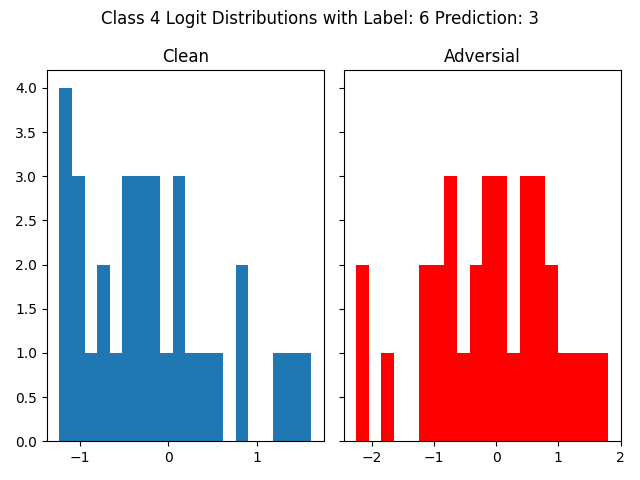 Class 4 Logit Distributions with Label: 6 Prediction: 3
Clean
Adversial
4.0
3.5
3.0
2.5
2.0
1.5
1.0
0.5
0.0
−1 0 1
−2 −1 0 1 2